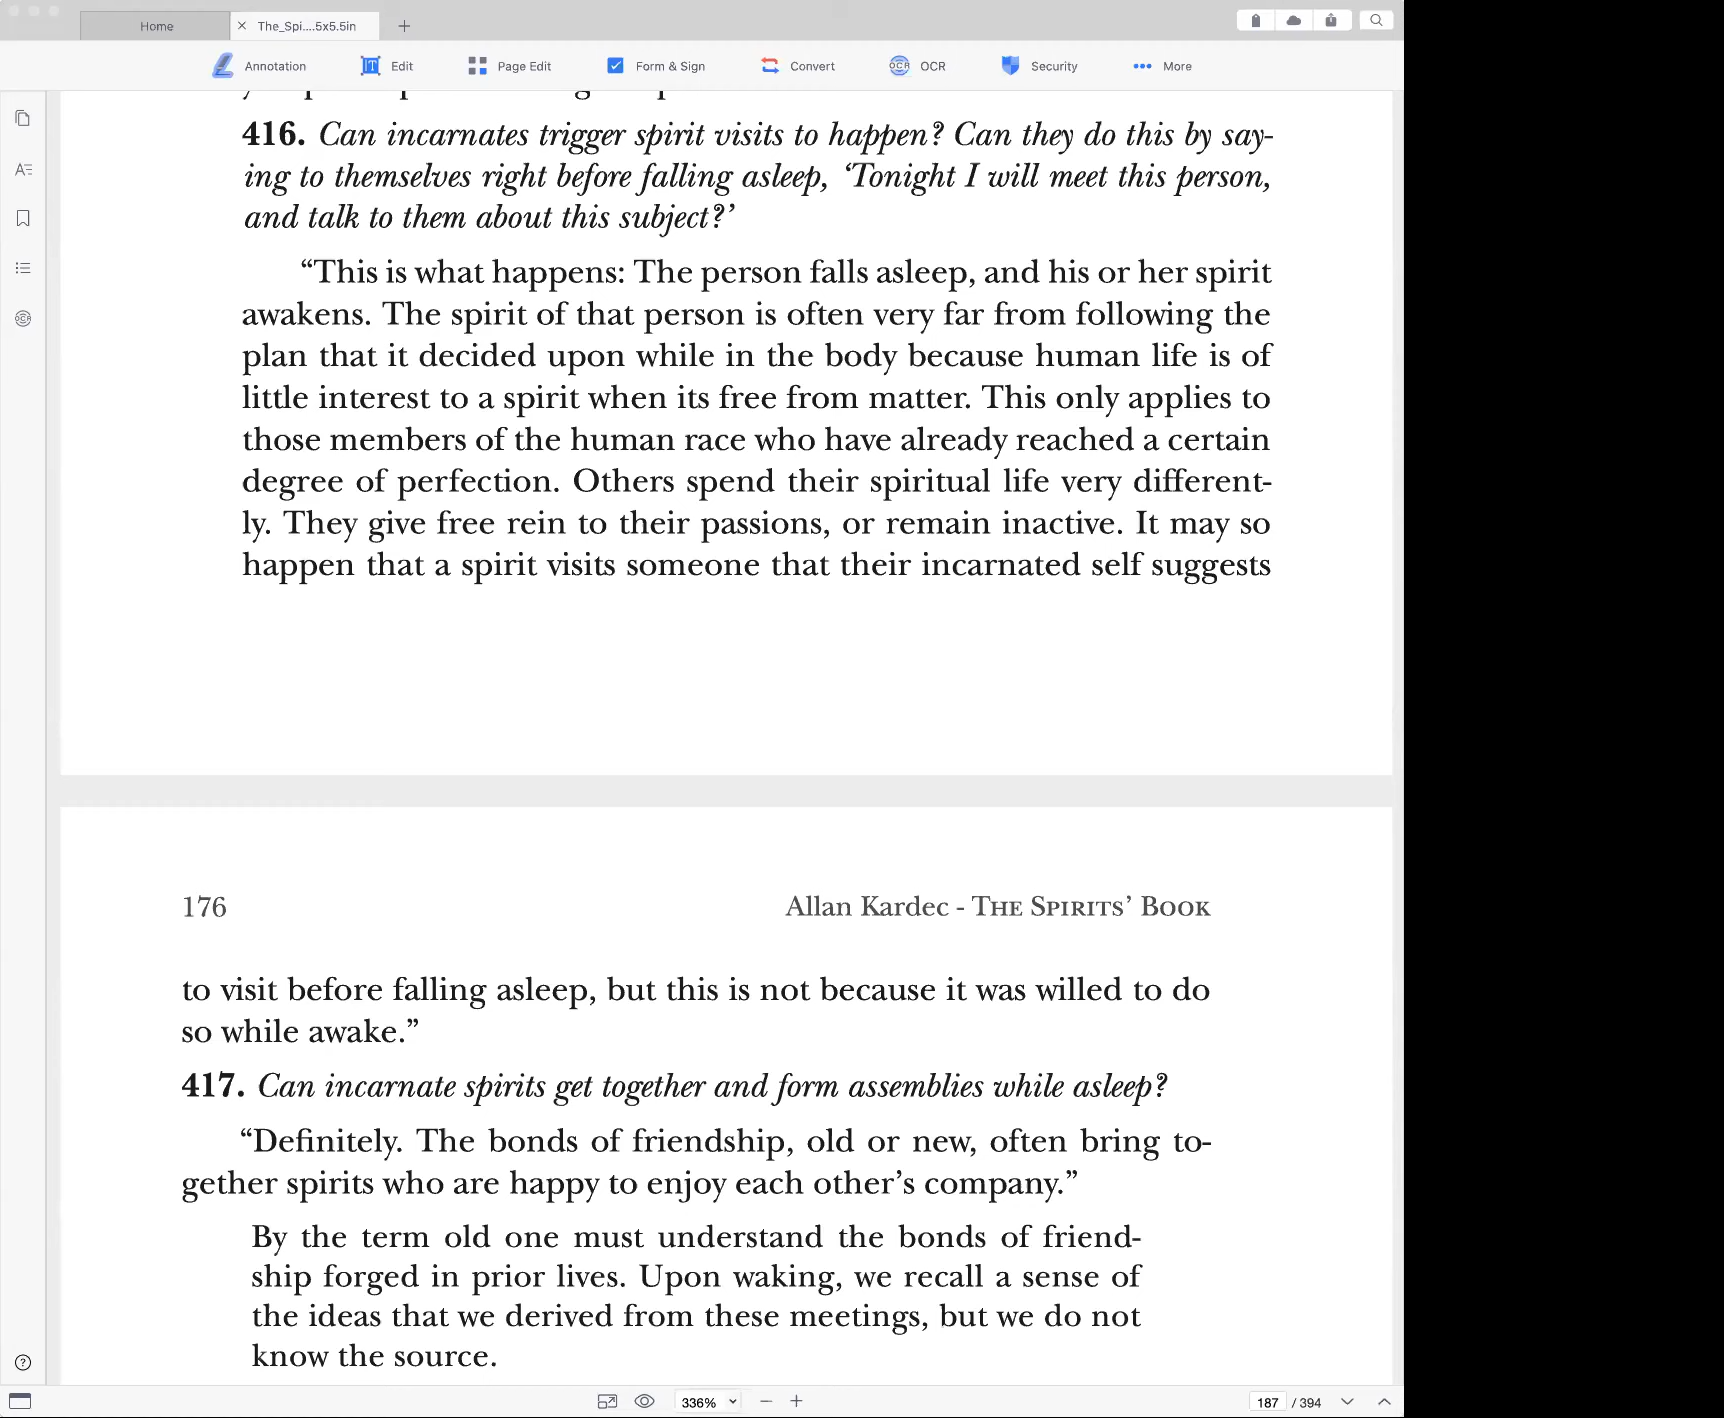 Home
The_Spi....5x5.5in
Annotation
Edit
Page Edit
Form & Sign
Convert
OCR
OCR
Security
More
416. Can incarnates trigger spirit visits to happen? Can they do this by say-
ing to themselves right before falling asleep, ‘Tonight I will meet this person,
and talk to them about this subject?’
“This is what happens: The person falls asleep, and his or her spirit
awakens. The spirit of that person is often very far from following the
plan that it decided upon while in the body because human life is of
little interest to a spirit when its free from matter. This only applies to
those members of the human race who have already reached a certain
degree of perfection. Others spend their spiritual life very different-
ly. They give free rein to their passions, or remain inactive. It may so
happen that a spirit visits someone that their incarnated self suggests
176
Allan Kardec - THE SPIRITS’ BOOK
to visit before falling asleep, but this is not because it was willed to do
so while awake.”
417. Can incarnate spirits get together and form assemblies while asleep?
“Definitely. The bonds of friendship, old or new, often bring to-
gether spirits who are happy to enjoy each other’s company.”
By the term old one must understand the bonds of friend-
ship forged in prior lives. Upon waking, we recall a sense of
the ideas that we derived from these meetings, but we do not
know the source.
336%
187 / 394